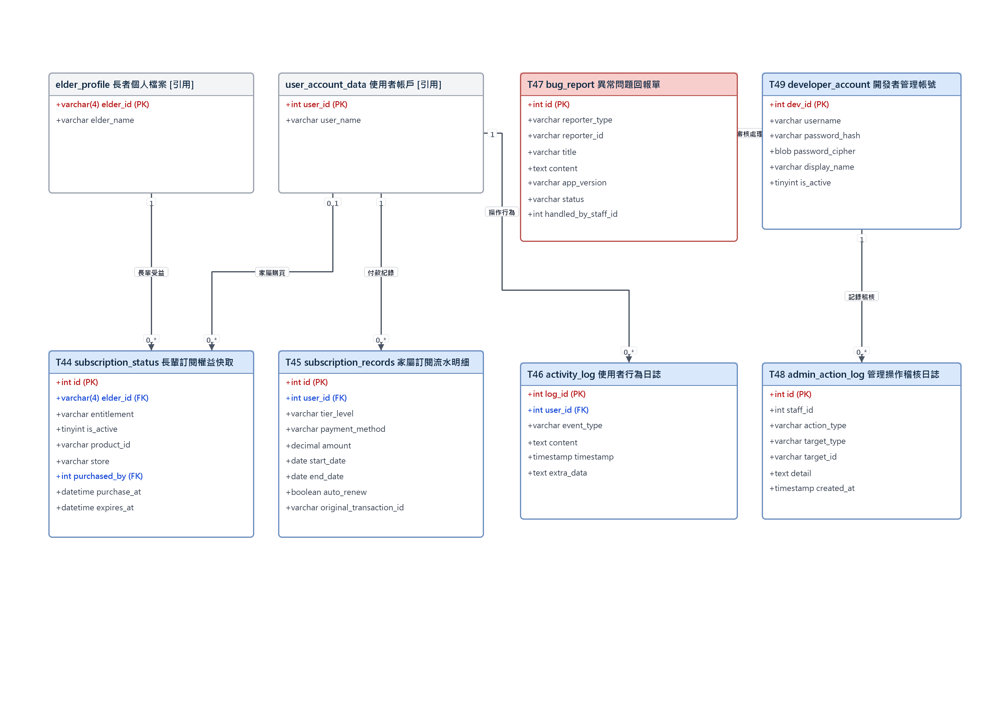 elder_profile 長者個人檔案 [引用]
+varchar(4) elder_id (PK)
+varchar elder_name
user_account_data 使用者帳戶 [引用]
+int user_id (PK)
+varchar user_name
T47 bug_report 異常問題回報單
+int id (PK)
+varchar reporter_type
+varchar reporter_id
+varchar title
+text content
+varchar app_version
+varchar status
+int handled_by_staff_id
T49 developer_account 開發者管理帳號
+int dev_id (PK)
+varchar username
+varchar password_hash
+blob password_cipher
+varchar display_name
+tinyint is_active
審核處理
1
操作行為
1
0..1
1
1
長輩受益
家屬購買
付款紀錄
記錄稽核
0..*
0..*
0..*
0..*
0..*
T44 subscription_status 長輩訂閱權益快取
+int id (PK)
+varchar(4) elder_id (FK)
+varchar entitlement
+tinyint is_active
+varchar product_id
+varchar store
+int purchased_by (FK)
+datetime purchase_at
+datetime expires_at
T45 subscription_records 家屬訂閱流水明細
+int id (PK)
+int user_id (FK)
+varchar tier_level
+varchar payment_method
+decimal amount
+date start_date
+date end_date
+boolean auto_renew
+varchar original_transaction_id
T46 activity_log 使用者行為日誌
+int log_id (PK)
+int user_id (FK)
+varchar event_type
+text content
+timestamp timestamp
+text extra_data
T48 admin_action_log 管理操作稽核日誌
+int id (PK)
+int staff_id
+varchar action_type
+varchar target_type
+varchar target_id
+text detail
+timestamp created_at